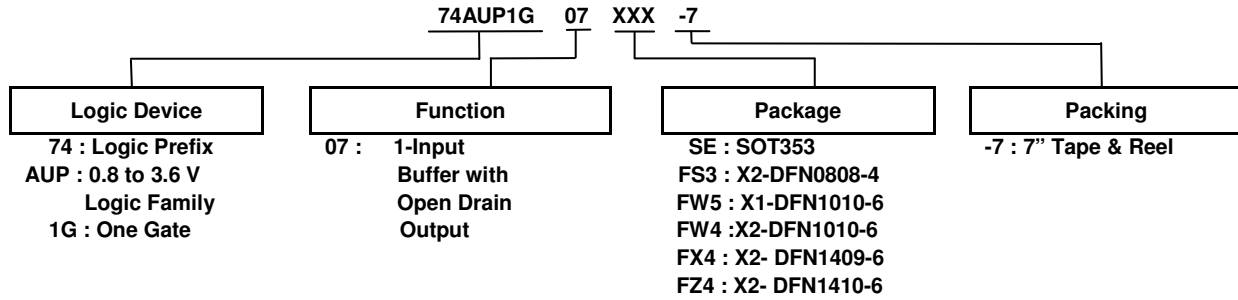 74AUP1G 07 XXX -7
Logic Device
74 : Logic Prefix
AUP : 0.8 to 3.6 V
Logic Family
1G : One Gate
Function
07 : 1-Input
Buffer with
Open Drain
Output
Package
SE : SOT353
FS3 : X2-DFN0808-4
FW5 : X1-DFN1010-6
FW4 :X2-DFN1010-6
FX4 : X2- DFN1409-6
FZ4 : X2- DFN1410-6
Packing
-7 : 7” Tape & Reel